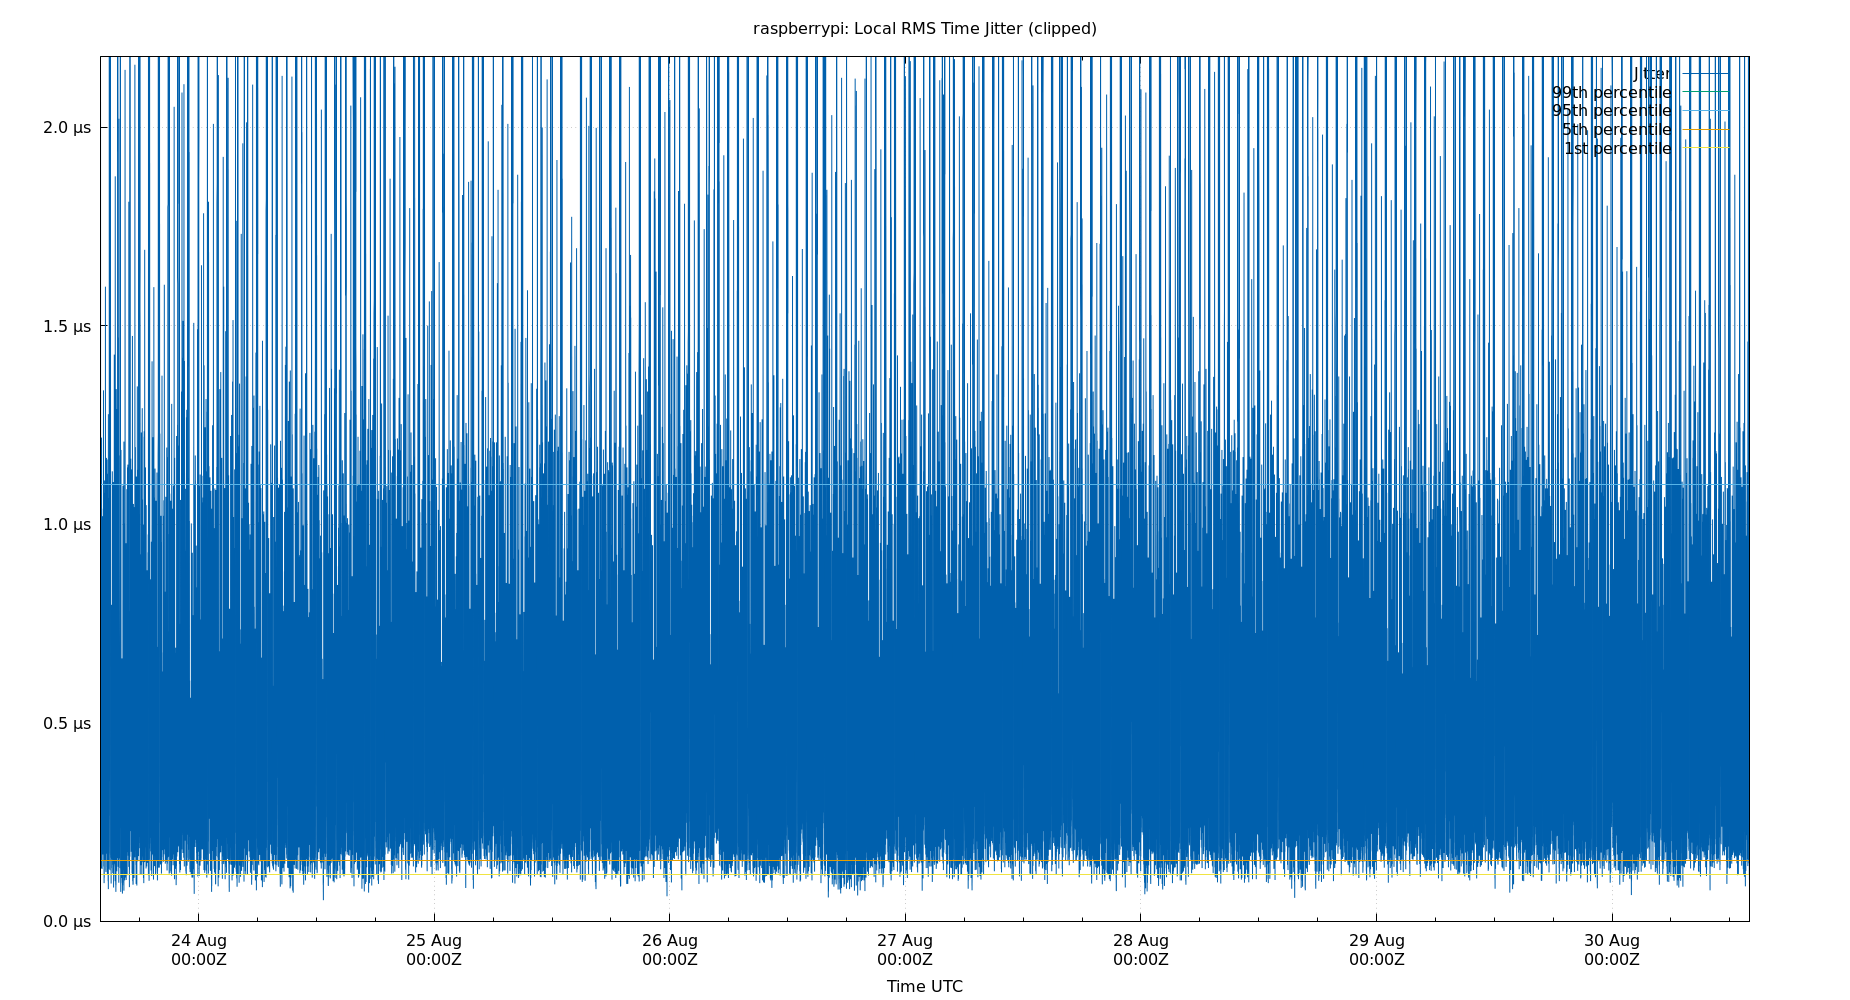 raspberrypi: Local RMS Time Jitter (clipped)
Jitter
99th percentile
95th percentile
5th percentile
1st percentile
2.0 µs
1.5 µs
1.0 µs
0.5 µs
0.0 µs
24 Aug
00:00Z
25 Aug
00:00Z
26 Aug
00:00Z
27 Aug
00:00Z
28 Aug
00:00Z
29 Aug
00:00Z
30 Aug
00:00Z
Time UTC